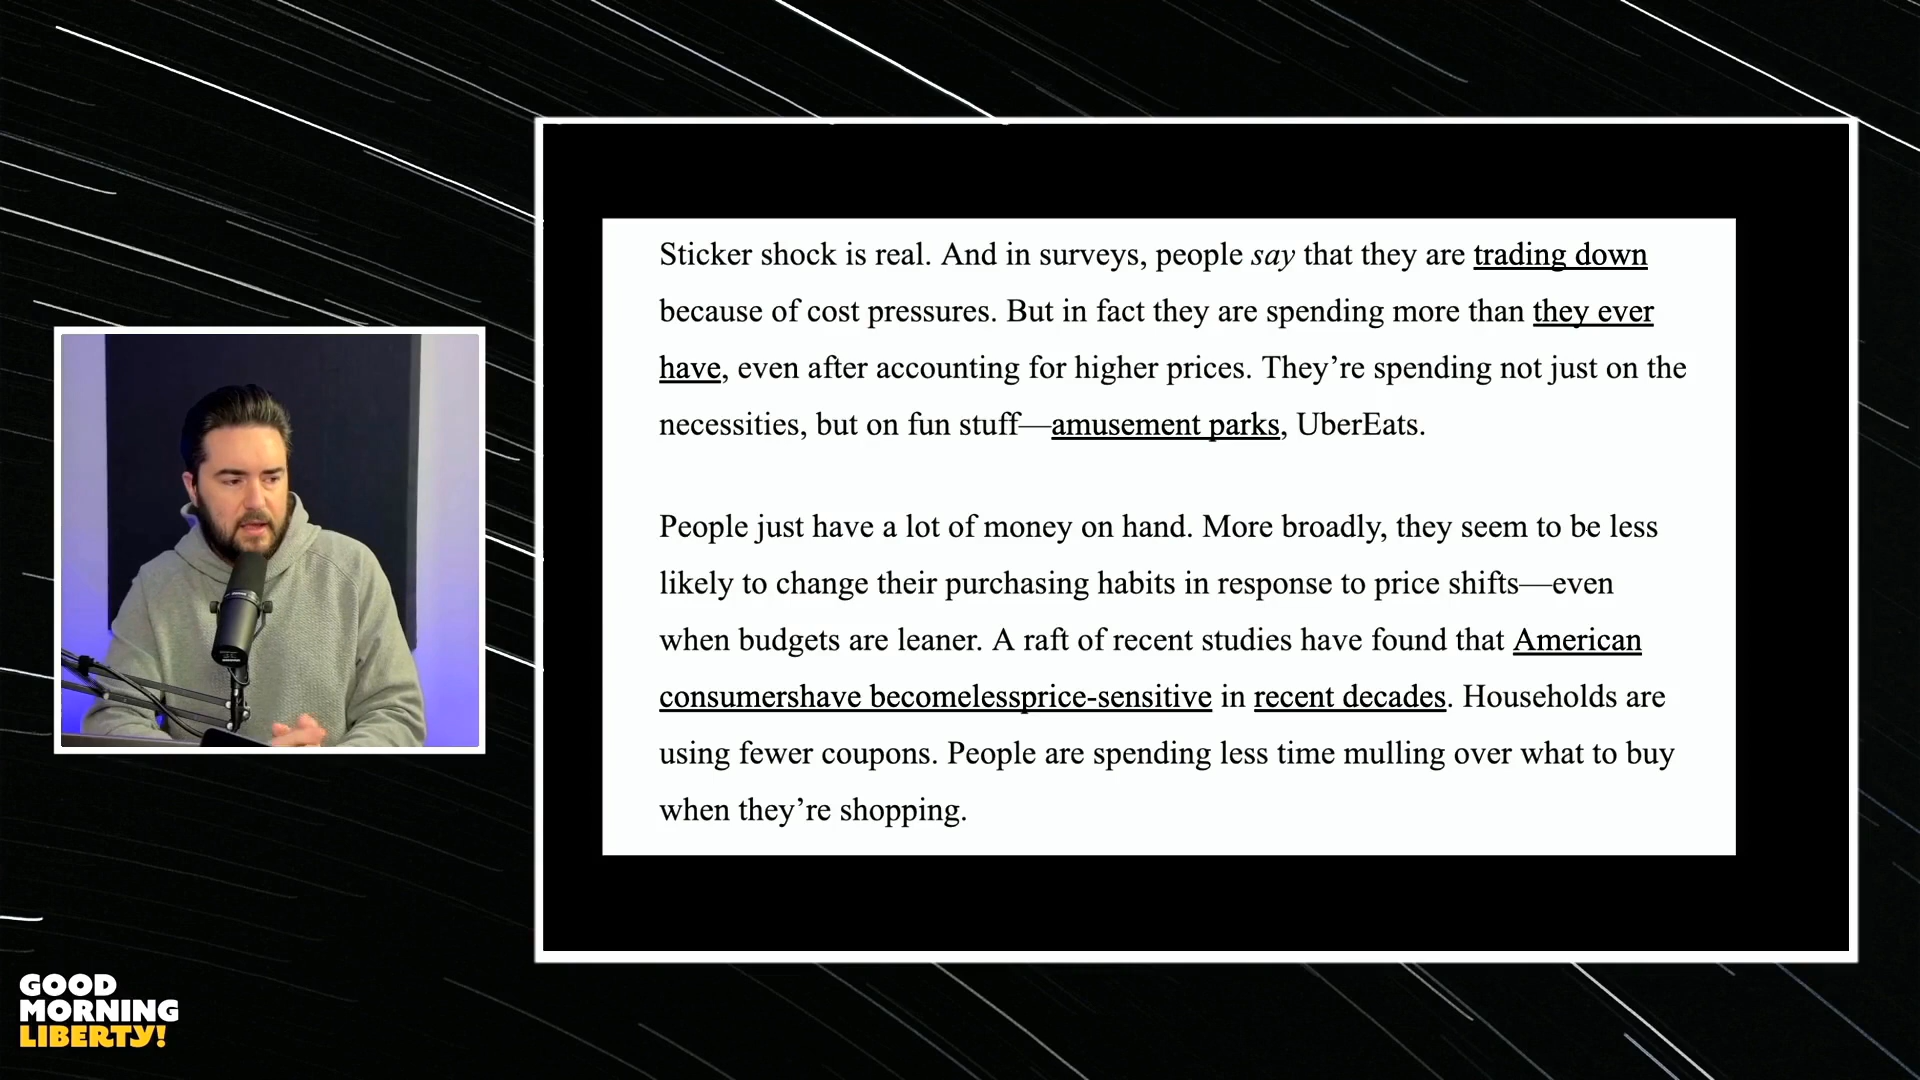 Sticker shock is real. And in surveys, people say that they are trading down
because of cost pressures. But in fact they are spending more than they ever
have, even after accounting for higher prices. They’re spending not just on the
necessities, but on fun stuff—amusement parks, UberEats.
People just have a lot of money on hand. More broadly, they seem to be less
likely to change their purchasing habits in response to price shifts—even
when budgets are leaner. A raft of recent studies have found that American
consumershave becomelessprice-sensitive in recent decades. Households are
using fewer coupons. People are spending less time mulling over what to buy
when they’re shopping.
GOOD
MORNING
LIBERTY!